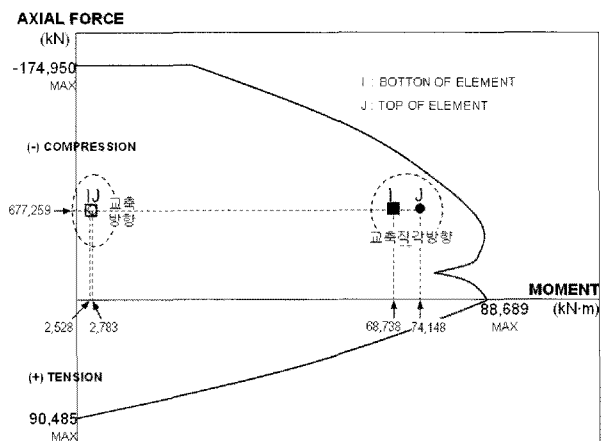 AXIAL FORCE
(kN)
-174,950
MAX
I : BOTTON OF ELEMENT
J : TOP OF ELEMENT
(-) COMPRESSION
IJ
교축
방향
I
J
677,259
교축직각방향
MOMENT
(kN·m)
88,689
MAX
2,528
2,783
68,738
74,148
(+) TENSION
90,485
MAX